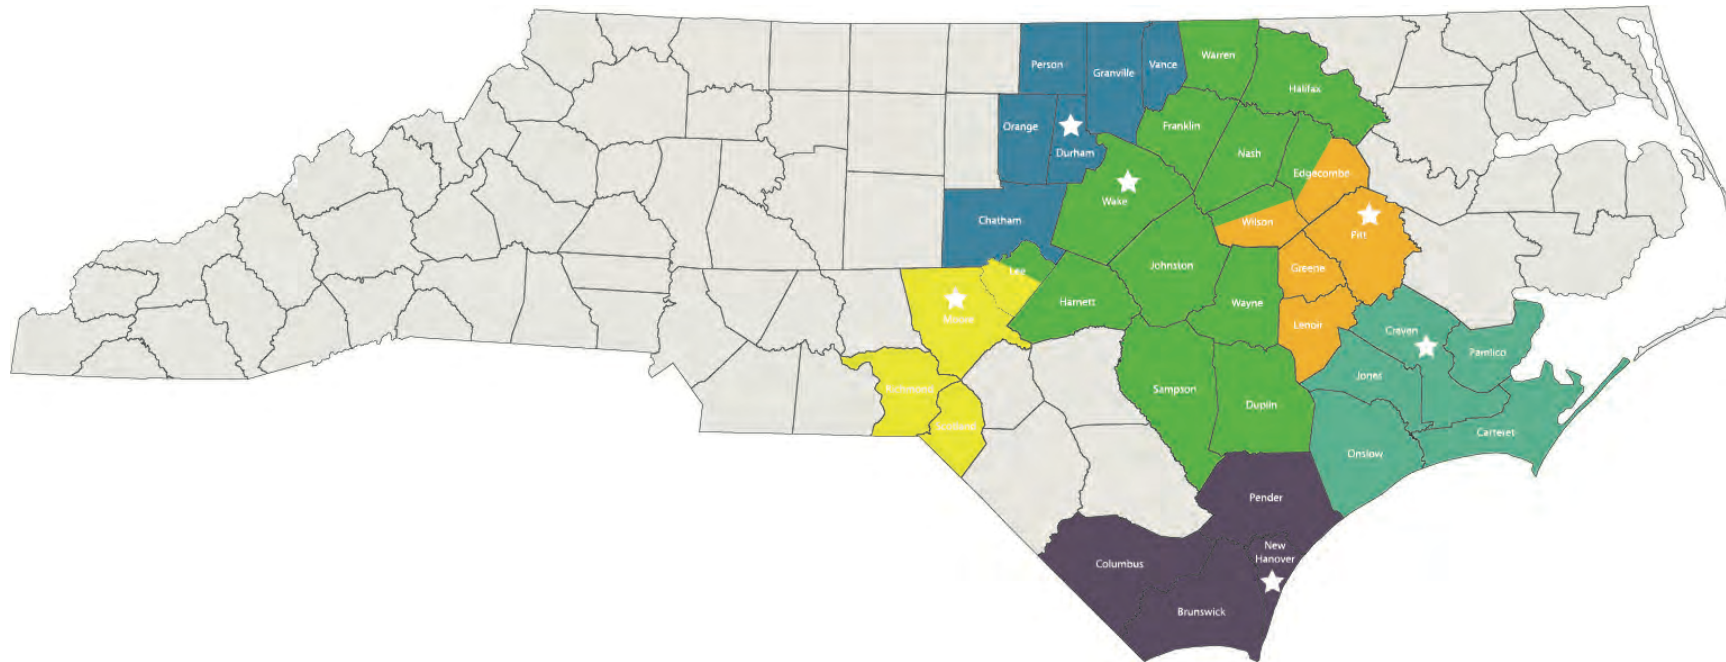 Warren
Person
Vance
Granville
Halifax
Orange
Franklin
Durham
Nash
Edgecombe
Wake
Chatham
Wilson
Pitt
Lee
Johnston
Greene
Harnett
Wayne
Moore
Lenoir
Craven
Pamlico
Jones
Richmond
Sampson
Duplin
Scotland
Carteret
Onslow
Pender
New
Hanover
Columbus
Brunswick